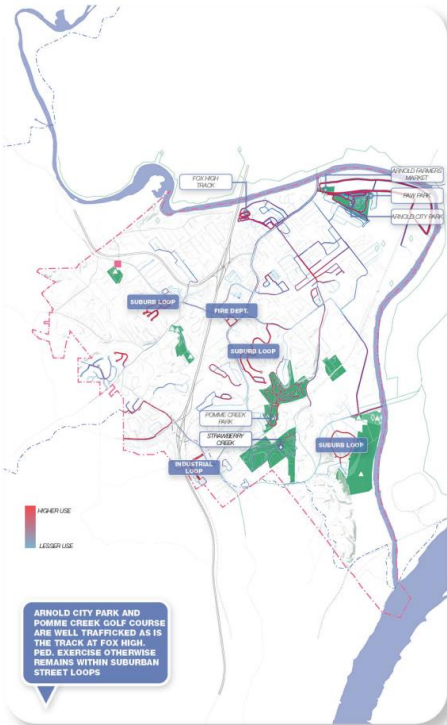 FOX HIGH
TRACK
ARNOLD FARMERS
MARKET
PAW PARK
ARNOLD CITY PARK
SUBURB LOOP
FIRE DEPT.
SUBURB LOOP
POMME CREEK
PARK
STRAWBERRY
CREEK
SUBURB LOOP
INDUSTRIAL
LOOP
HIGHER USE
LESSER USE
ARNOLD CITY PARK AND
POMME CREEK GOLF COURSE
ARE WELL TRAFFICKED AS IS
THE TRACK AT FOX HIGH.
PED. EXERCISE OTHERWISE
REMAINS WITHIN SUBURBAN
STREET LOOPS